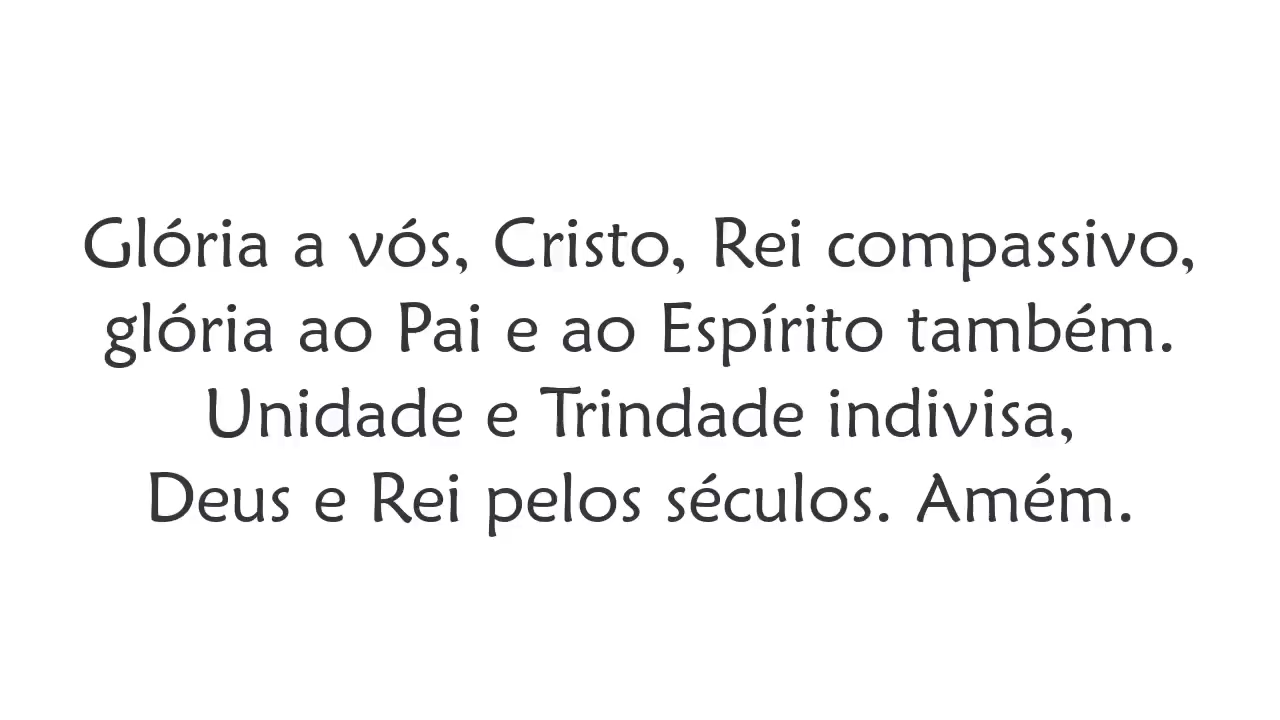 Glória a vós, Cristo, Rei compassivo,
glória ao Pai e ao Espírito também.
Unidade e Trindade indivisa,
Deus e Rei pelos séculos. Amém.